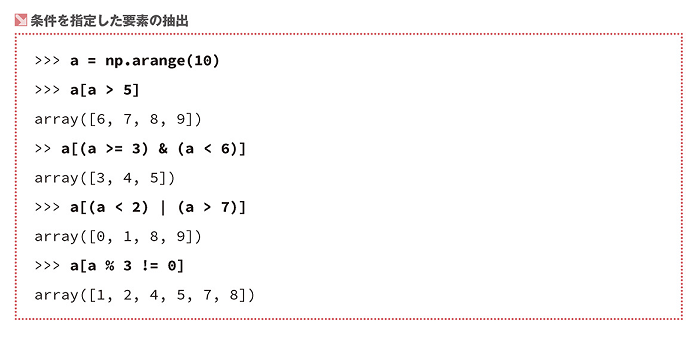 条件を指定した要素の抽出
>>> a = np.arange(10)
>>> a[a > 5]
array([6, 7, 8, 9])
>> a[(a >= 3) & (a < 6)]
array([3, 4, 5])
>>> a[(a < 2) | (a > 7)]
array([0, 1, 8, 9])
>>> a[a % 3 != 0]
array([1, 2, 4, 5, 7, 8])